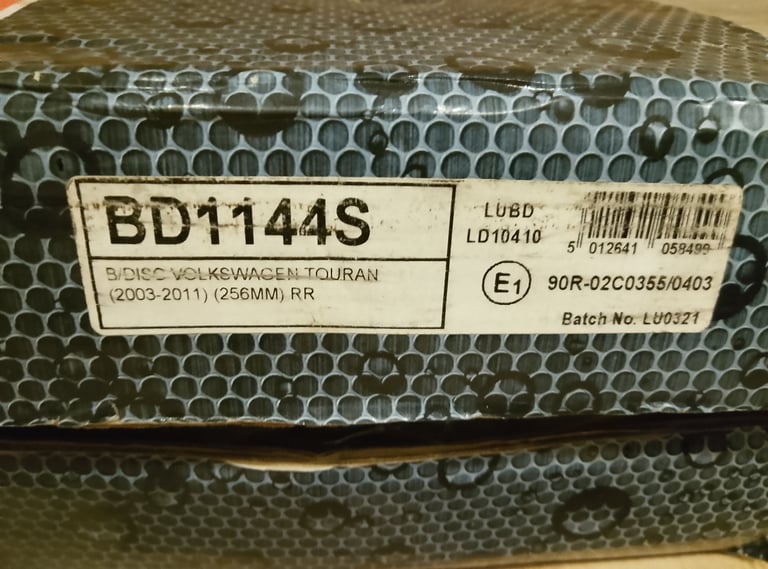 BD1144S
B/DISC VOLKSWAGEN TOURAN
(2003-2011) (256MM) RR
LUBD
LD10410
5 012641 058499
E1 90R-02C0355/0403
Batch No. LU0321